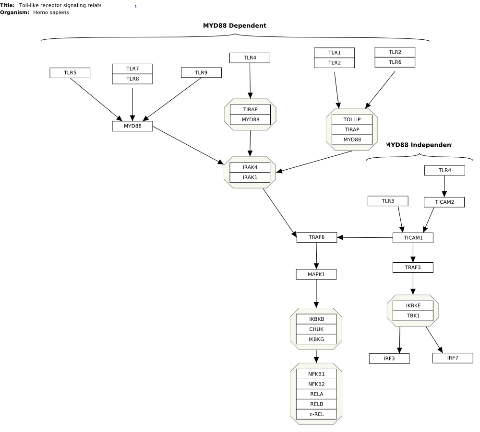 Title: Toll-like receptor signaling relats 1
Organism: Homo sapiens
MYD88 Dependent
TLR5
TLR7
TLR8
TLR9
TLR4
TLR1
TLR2
TLR2
TLR6
MYD88
TIRAP
MYD88
TOLLIP
TIRAP
MYD88
MYD88 Independent
IRAK4
IRAK1
TLR4
TLR3
TICAM2
TRAF6
TICAM1
MAPK1
TRAF3
IKBKB
CHUK
IKBKG
IKBKE
TBK1
IRF3
IRF7
NFKB1
NFKB2
RELA
RELB
c-REL